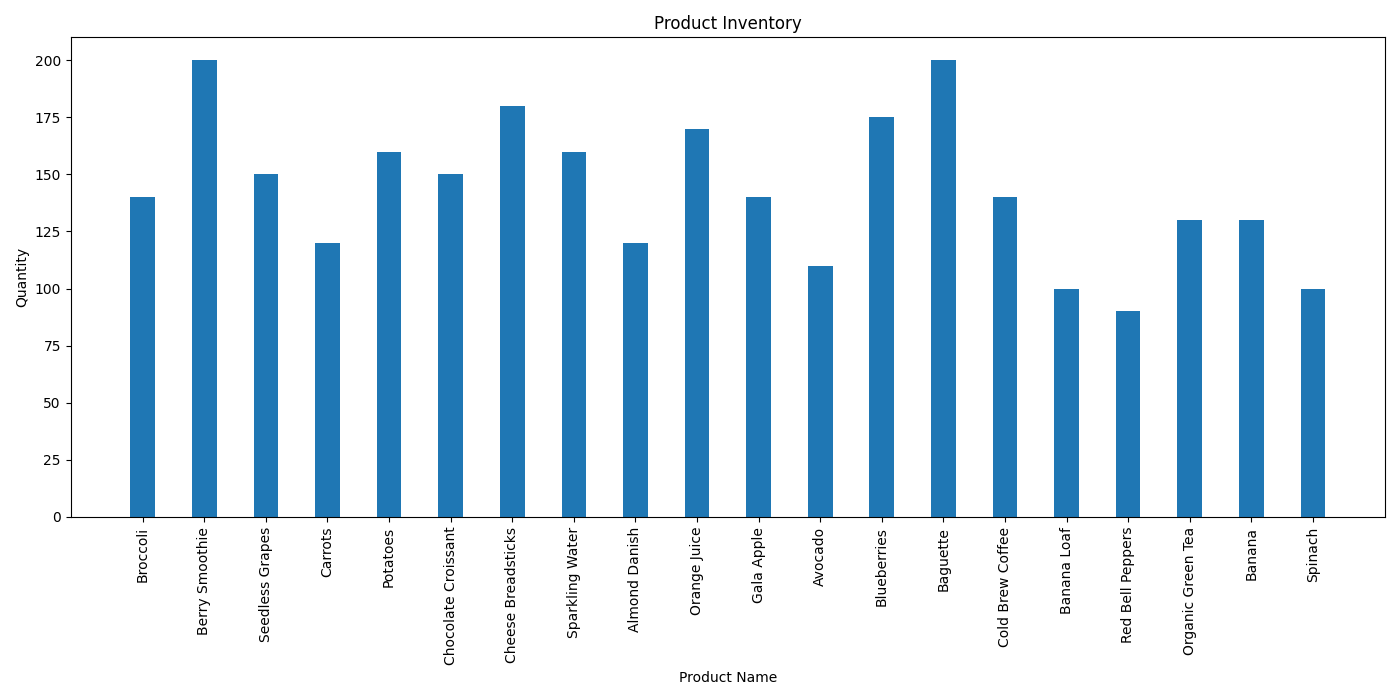 Product Inventory
Quantity
200
175
150
125
100
75
50
25
0
Broccoli
Berry Smoothie
Seedless Grapes
Carrots
Potatoes
Chocolate Croissant
Cheese Breadsticks
Sparkling Water
Almond Danish
Orange Juice
Gala Apple
Avocado
Blueberries
Baguette
Cold Brew Coffee
Banana Loaf
Red Bell Peppers
Organic Green Tea
Banana
Spinach
Product Name